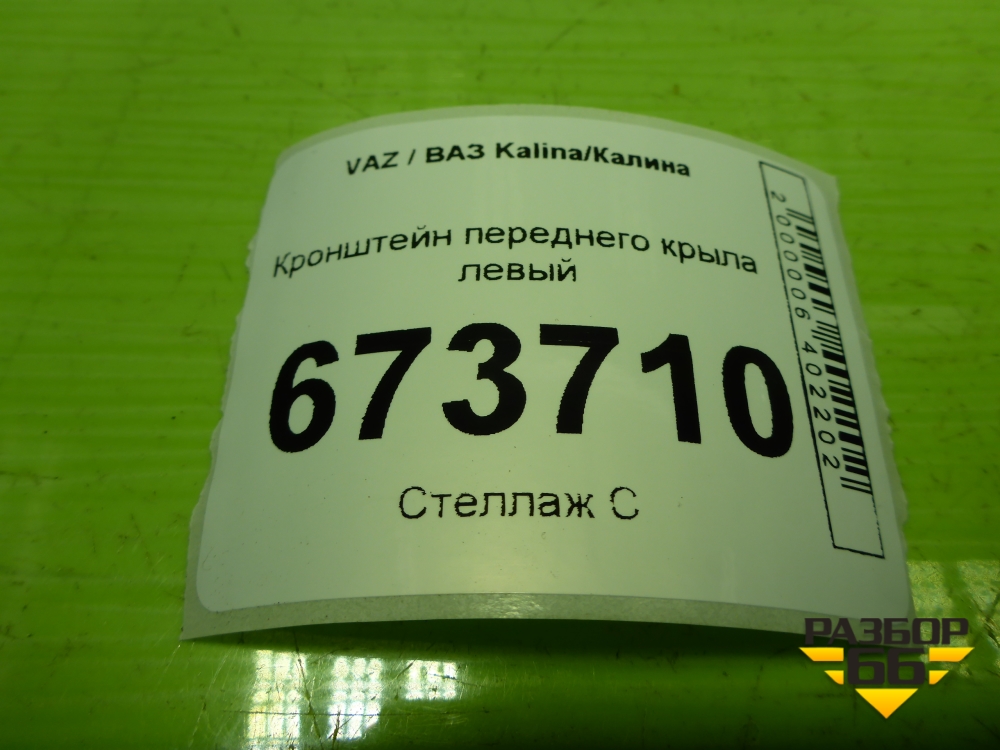 VAZ / ВАЗ Kalina/Калина
Кронштейн переднего крыла
левый
673710
Стеллаж С
2000006402202
РАЗБОР
66